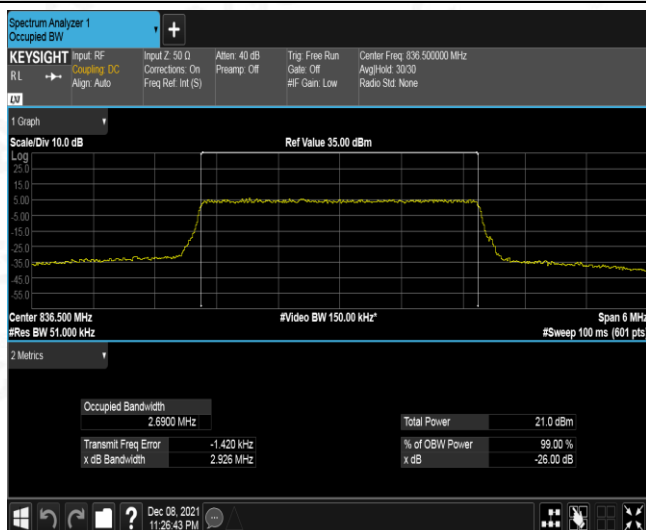 Spectrum Analyzer 1
Occupied BW
+
KEYSIGHT Input: RF Input Z: 50 Ω Atten: 40 dB Trig: Free Run Center Freq: 836.500000 MHz
RL Coupling: DC Corrections: On Preamp: Off Gate: Off Avg|Hold: 30/30
Align: Auto Freq Ref: Int (S) #IF Gain: Low Radio Std: None
LXI
1 Graph
Scale/Div 10.0 dB Ref Value 35.00 dBm
Log
25.0
15.0
5.00
-5.00
-15.0
-25.0
-35.0
-45.0
-55.0
Center 836.500 MHz #Video BW 150.00 kHz* Span 6 MHz
#Res BW 51.000 kHz #Sweep 100 ms (601 pts)
2 Metrics
Occupied Bandwidth
2.6900 MHz Total Power 21.0 dBm
Transmit Freq Error -1.420 kHz % of OBW Power 99.00 %
x dB Bandwidth 2.926 MHz x dB -26.00 dB
? Dec 08, 2021
11:26:43 PM